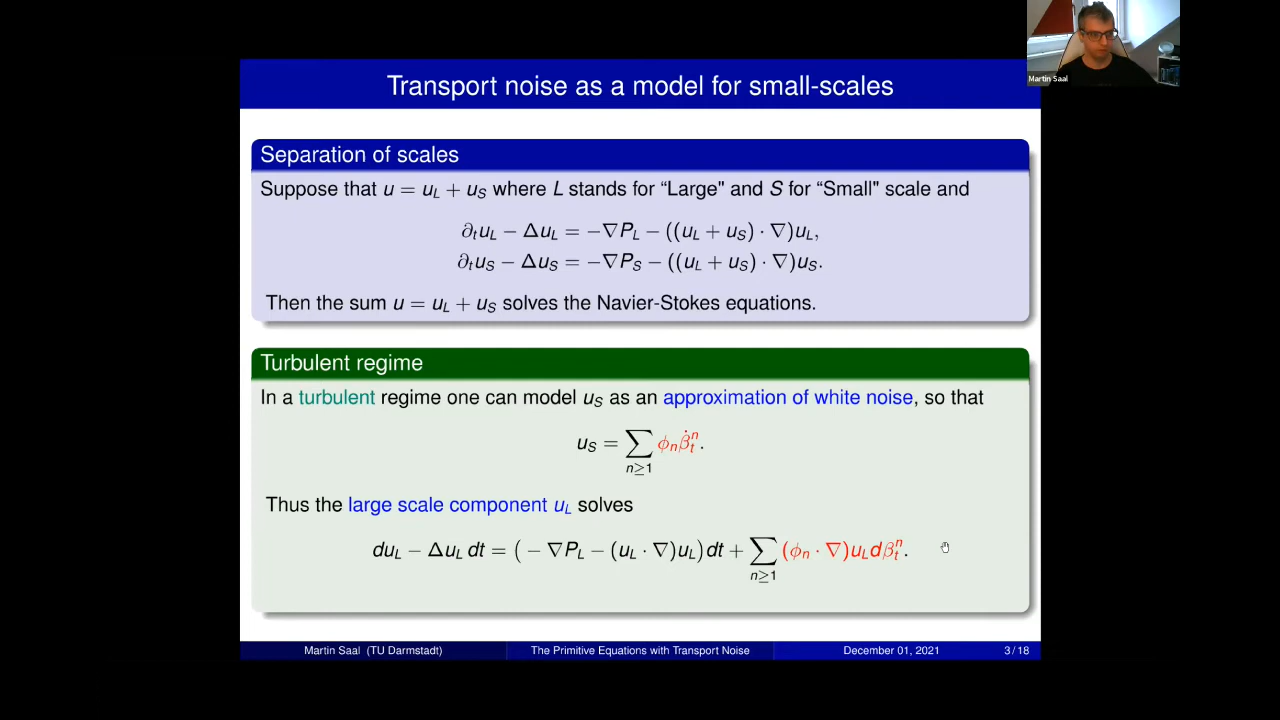 Martin Saal
Transport noise as a model for small-scales
Separation of scales
Suppose that u = u_L + u_S where L stands for “Large" and S for “Small" scale and
∂_t u_L − Δu_L = −∇P_L − ((u_L + u_S) · ∇)u_L,
∂_t u_S − Δu_S = −∇P_S − ((u_L + u_S) · ∇)u_S.
Then the sum u = u_L + u_S solves the Navier-Stokes equations.
Turbulent regime
In a turbulent regime one can model u_S as an approximation of white noise, so that
u_S = ∑_{n≥1} ϕ_n β̇_t^n.
Thus the large scale component u_L solves
du_L − Δu_L dt = (− ∇P_L − (u_L · ∇)u_L)dt + ∑_{n≥1} (ϕ_n · ∇)u_L dβ_t^n.
Martin Saal (TU Darmstadt) The Primitive Equations with Transport Noise December 01, 2021 3 / 18